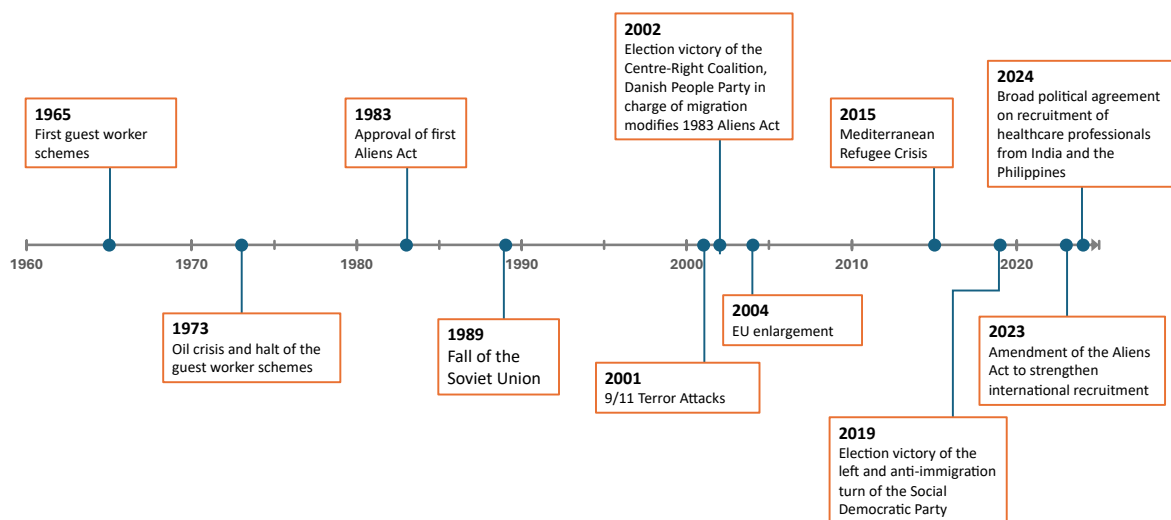 2002
Election victory of the
Centre-Right Coalition,
Danish People Party in
charge of migration
modifies 1983 Aliens Act
2024
Broad political agreement
on recruitment of
healthcare professionals
from India and the
Philippines
1965
First guest worker
schemes
1983
Approval of first
Aliens Act
2015
Mediterranean
Refugee Crisis
1960
1970
1980
1990
2000
2010
2020
1973
Oil crisis and halt of the
guest worker schemes
1989
Fall of the
Soviet Union
2001
9/11 Terror Attacks
2004
EU enlargement
2019
Election victory of the
left and anti-immigration
turn of the Social
Democratic Party
2023
Amendment of the Aliens
Act to strengthen
international recruitment